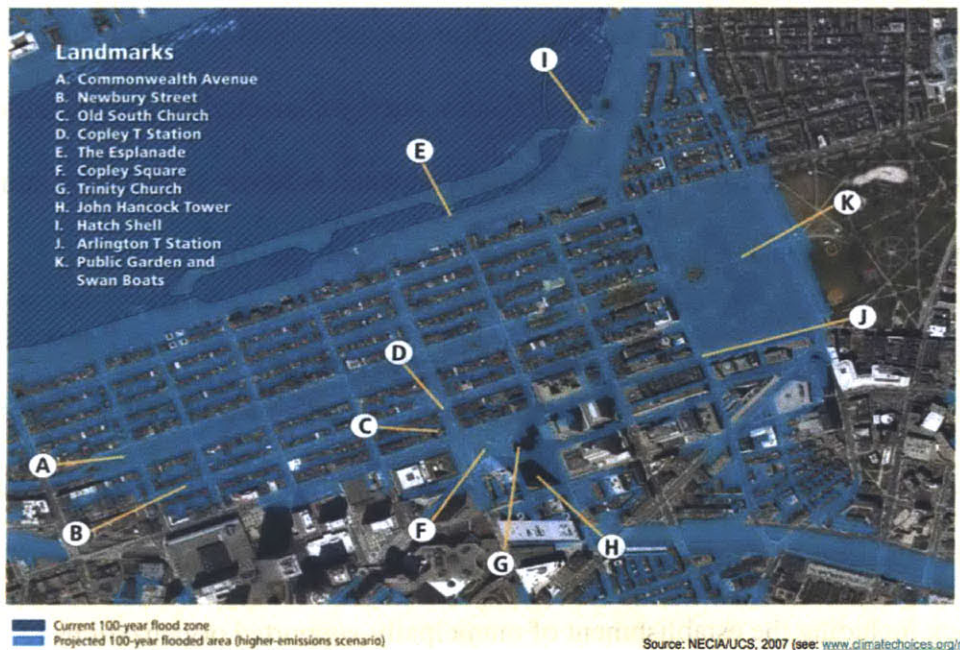 Landmarks
A. Commonwealth Avenue
B. Newbury Street
C. Old South Church
D. Copley T Station
E. The Esplanade
F. Copley Square
G. Trinity Church
H. John Hancock Tower
I. Hatch Shell
J. Arlington T Station
K. Public Garden and
Swan Boats
I
E
K
J
D
C
A
B
F
G
H
Current 100-year flood zone
Projected 100-year flooded area (higher-emissions scenario)
Source: NECIA/UCS, 2007 (see: www.climatechoices.org/